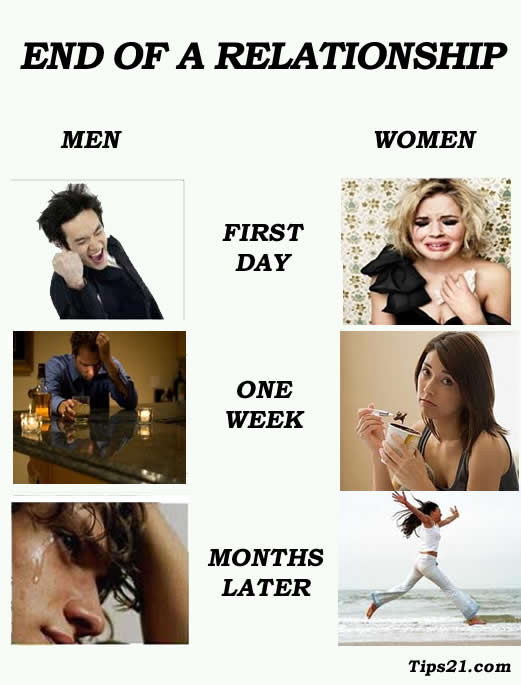 END OF A RELATIONSHIP
MEN
WOMEN
FIRST
DAY
ONE
WEEK
MONTHS
LATER
Tips21.com